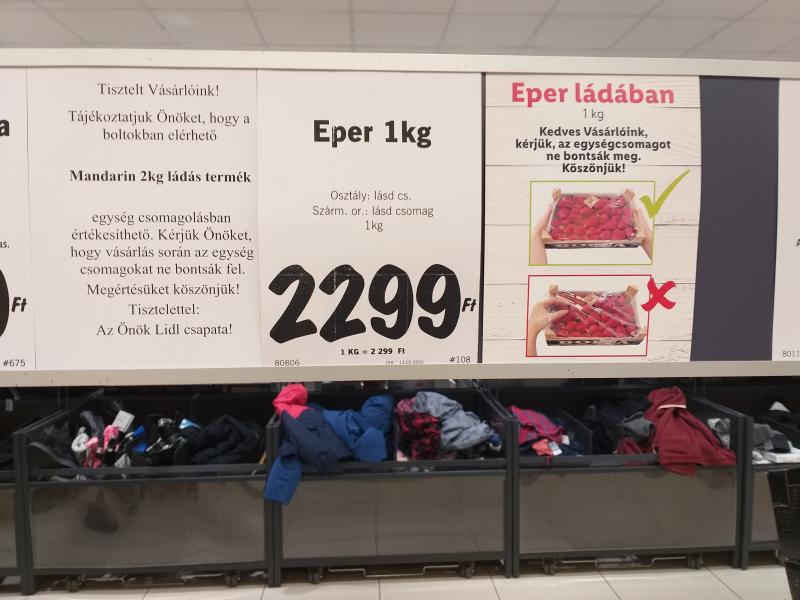 a
as.
Ft
#675
Tisztelt Vásárlóink!
Tájékoztatjuk Önöket, hogy a
boltokban elérhető
Mandarin 2kg ládás termék
egység csomagolásban
értékesíthető. Kérjük Önöket,
hogy vásárlás során az egység
csomagokat ne bontsák fel.
Megértésüket köszönjük!
Tisztelettel:
Az Önök Lidl csapata!
Eper 1kg
Osztály: lásd cs.
Szárm. or.: lásd csomag
1kg
2299 Ft
1 KG = 2 299 Ft
80806
#108
Eper ládában
1 kg
Kedves Vásárlóink,
kérjük, az egységcsomagot
ne bontsák meg.
Köszönjük!